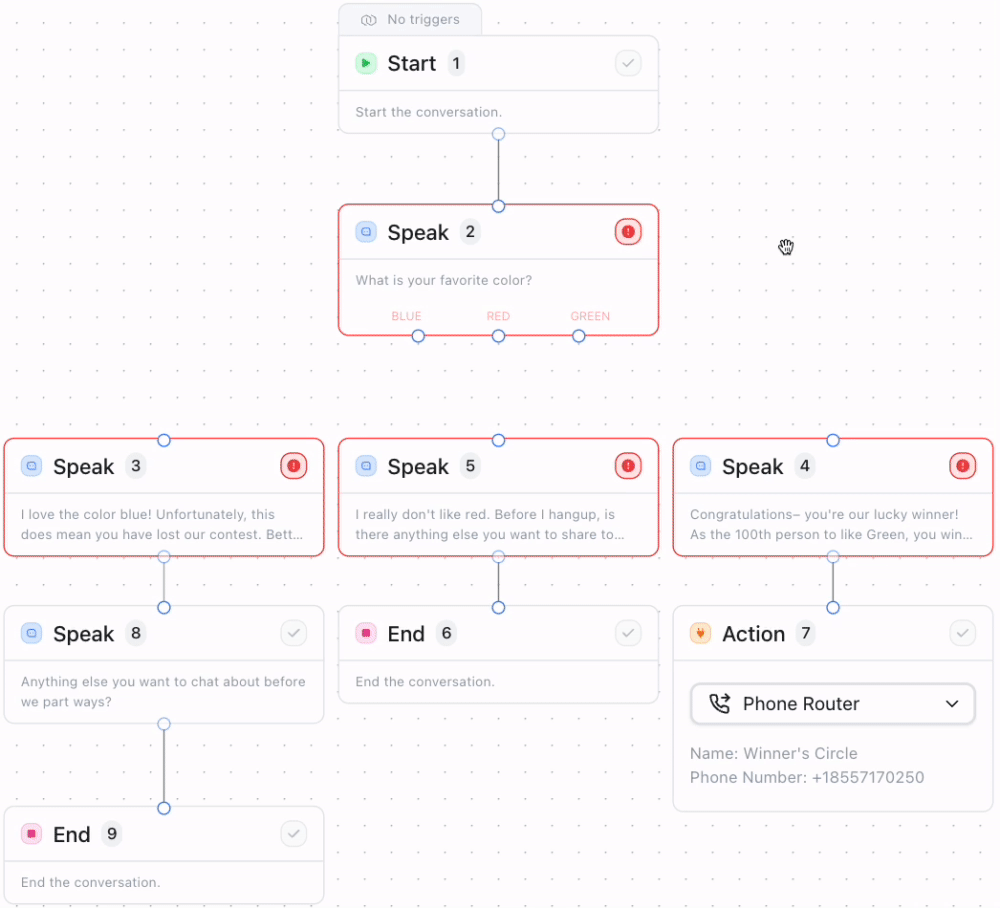 No triggers
Start 1
Start the conversation.
Speak 2
What is your favorite color?
BLUE RED GREEN
Speak 3
I love the color blue! Unfortunately, this
does mean you have lost our contest. Bett...
Speak 5
I really don't like red. Before I hangup, is
there anything else you want to share to...
Speak 4
Congratulations– you're our lucky winner!
As the 100th person to like Green, you win...
Speak 8
Anything else you want to chat about before
we part ways?
End 6
End the conversation.
Action 7
Phone Router
Name: Winner's Circle
Phone Number: +18557170250
End 9
End the conversation.